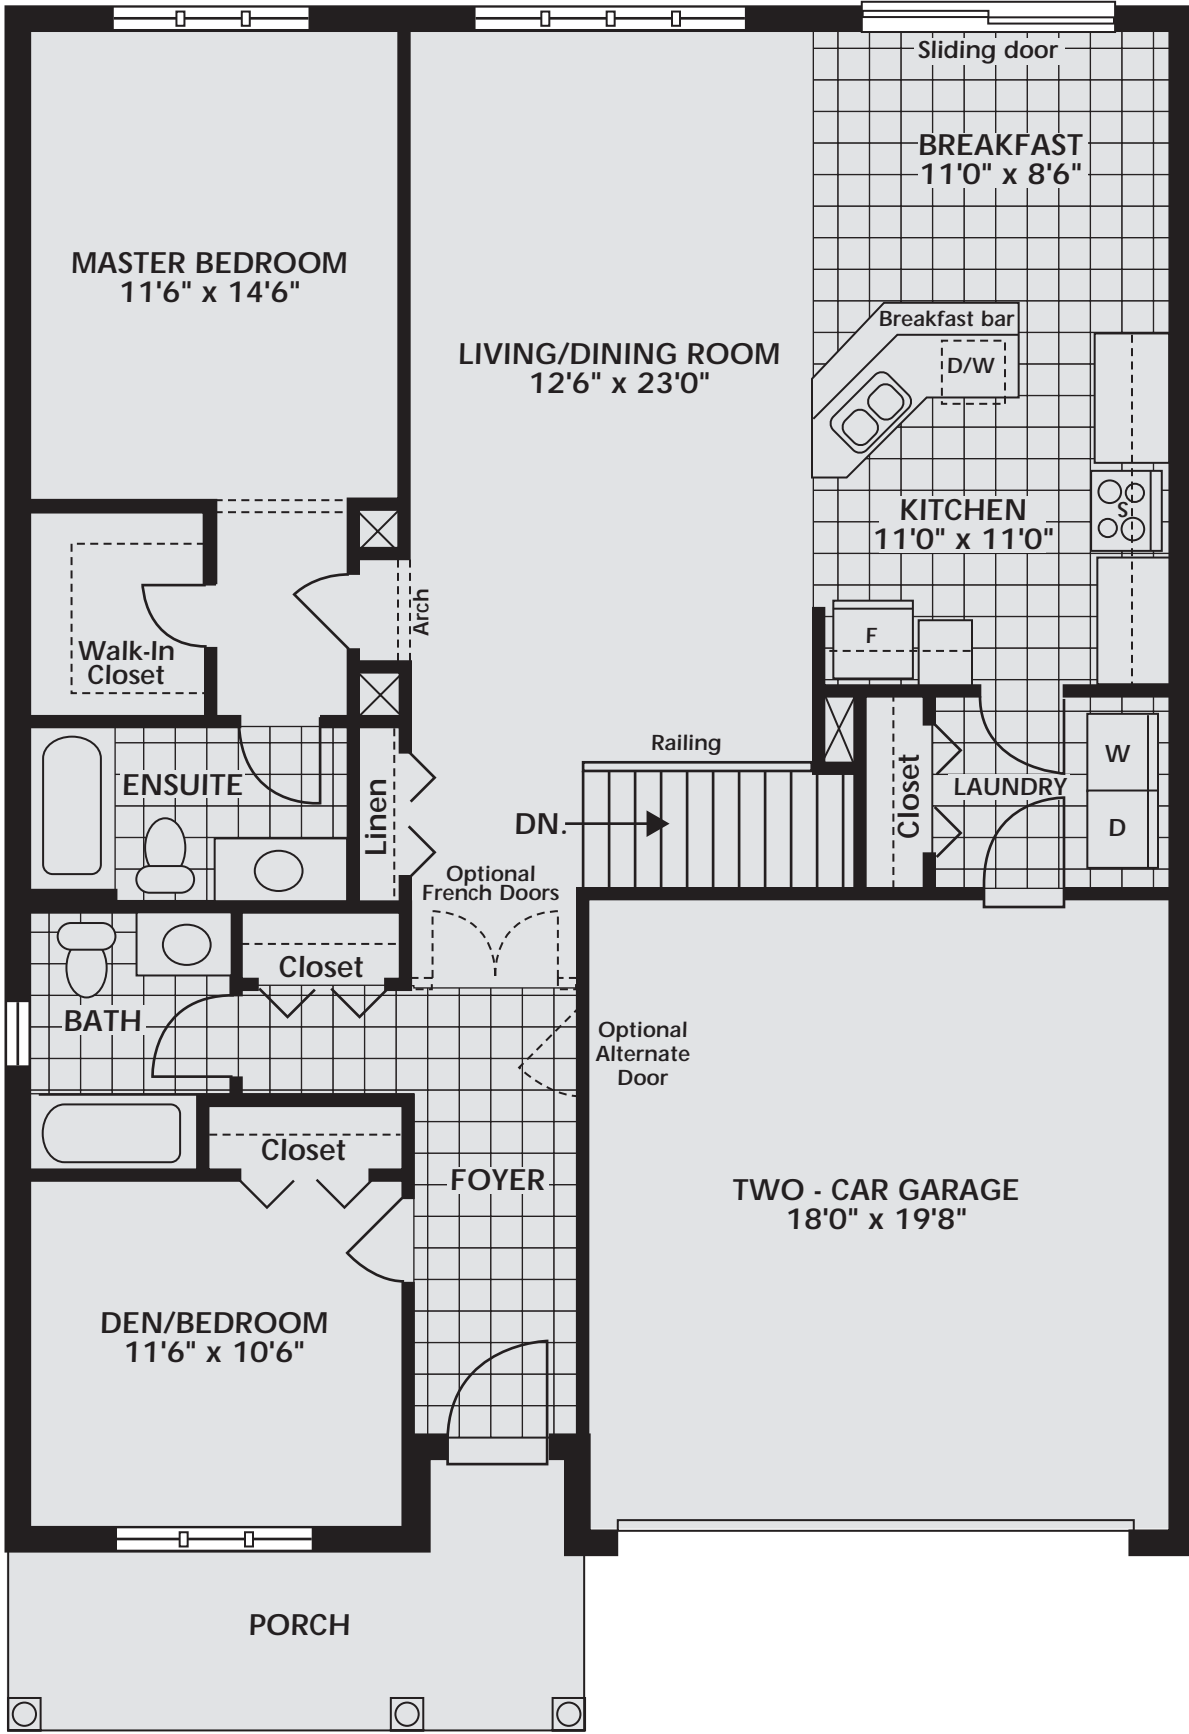 Sliding door
BREAKFAST
11'0" x 8'6"
MASTER BEDROOM
11'6" x 14'6"
Breakfast bar
LIVING/DINING ROOM
12'6" x 23'0"
D/W
KITCHEN
11'0" x 11'0"
S
Arch
F
Walk-In
Closet
Railing
W
ENSUITE
Linen
Closet
LAUNDRY
DN.
D
Optional
French Doors
Closet
BATH
Optional
Alternate
Door
Closet
FOYER
TWO - CAR GARAGE
18'0" x 19'8"
DEN/BEDROOM
11'6" x 10'6"
PORCH